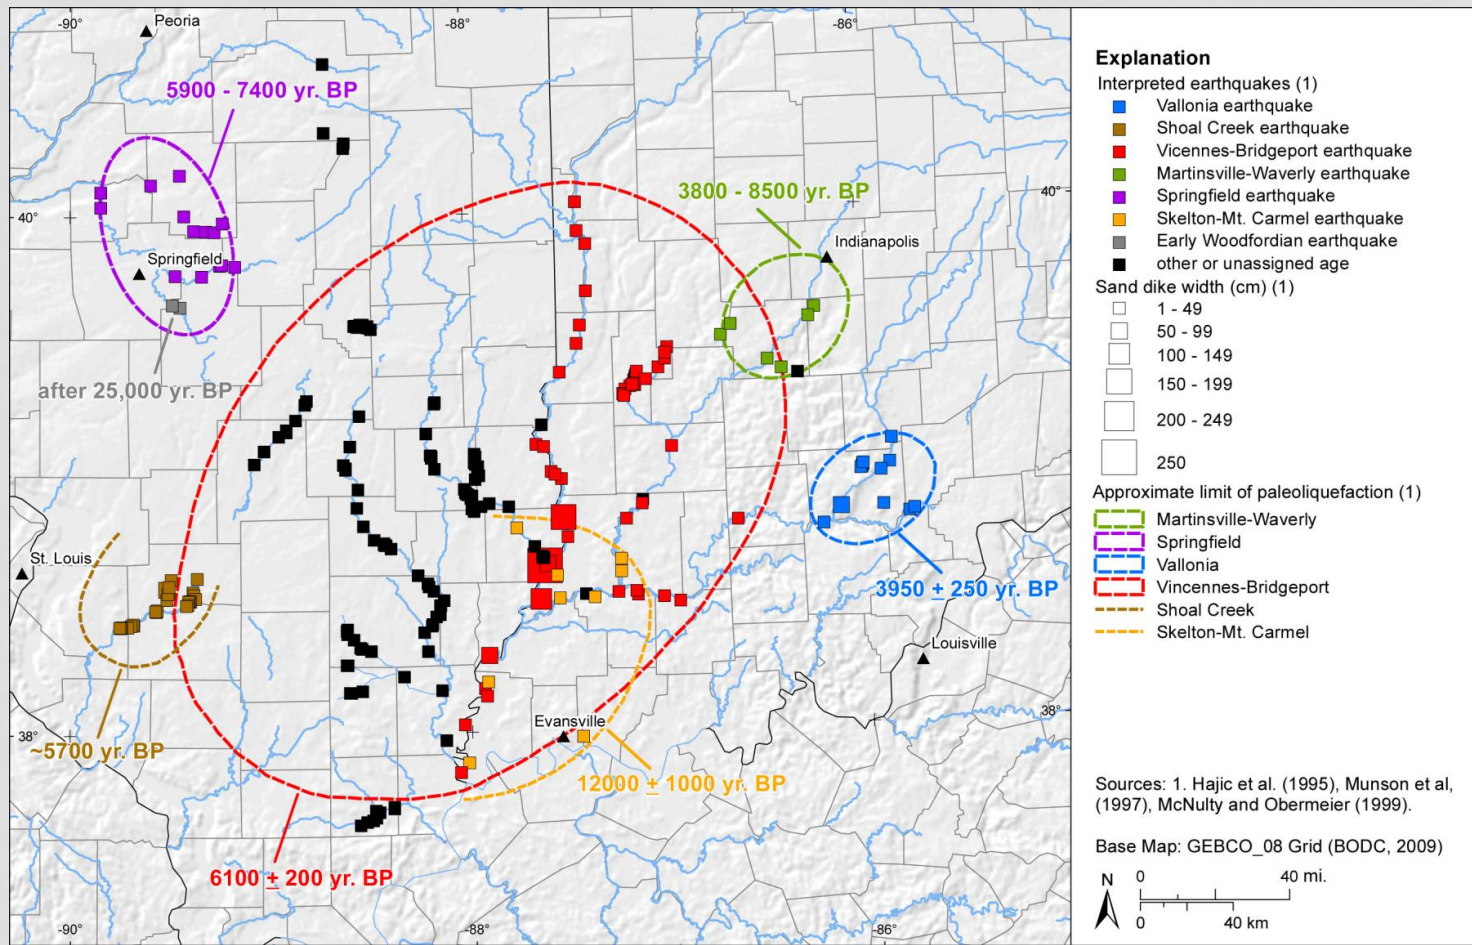 -90°
Peoria
-88°
-86°
5900 - 7400 yr. BP
3800 - 8500 yr. BP
40°
40°
Indianapolis
Springfield
after 25,000 yr. BP
St. Louis
3950 ± 250 yr. BP
Louisville
38°
Evansville
38°
~5700 yr. BP
12000 ± 1000 yr. BP
6100 ± 200 yr. BP
-90°
-88°
-86°
Explanation
Interpreted earthquakes (1)
Vallonia earthquake
Shoal Creek earthquake
Vicennes-Bridgeport earthquake
Martinsville-Waverly earthquake
Springfield earthquake
Skelton-Mt. Carmel earthquake
Early Woodfordian earthquake
other or unassigned age
Sand dike width (cm) (1)
1 - 49
50 - 99
100 - 149
150 - 199
200 - 249
250
Approximate limit of paleoliquefaction (1)
Martinsville-Waverly
Springfield
Vallonia
Vincennes-Bridgeport
Shoal Creek
Skelton-Mt. Carmel
Sources: 1. Hajic et al. (1995), Munson et al,
(1997), McNulty and Obermeier (1999).
Base Map: GEBCO_08 Grid (BODC, 2009)
N
0 40 mi.
0 40 km